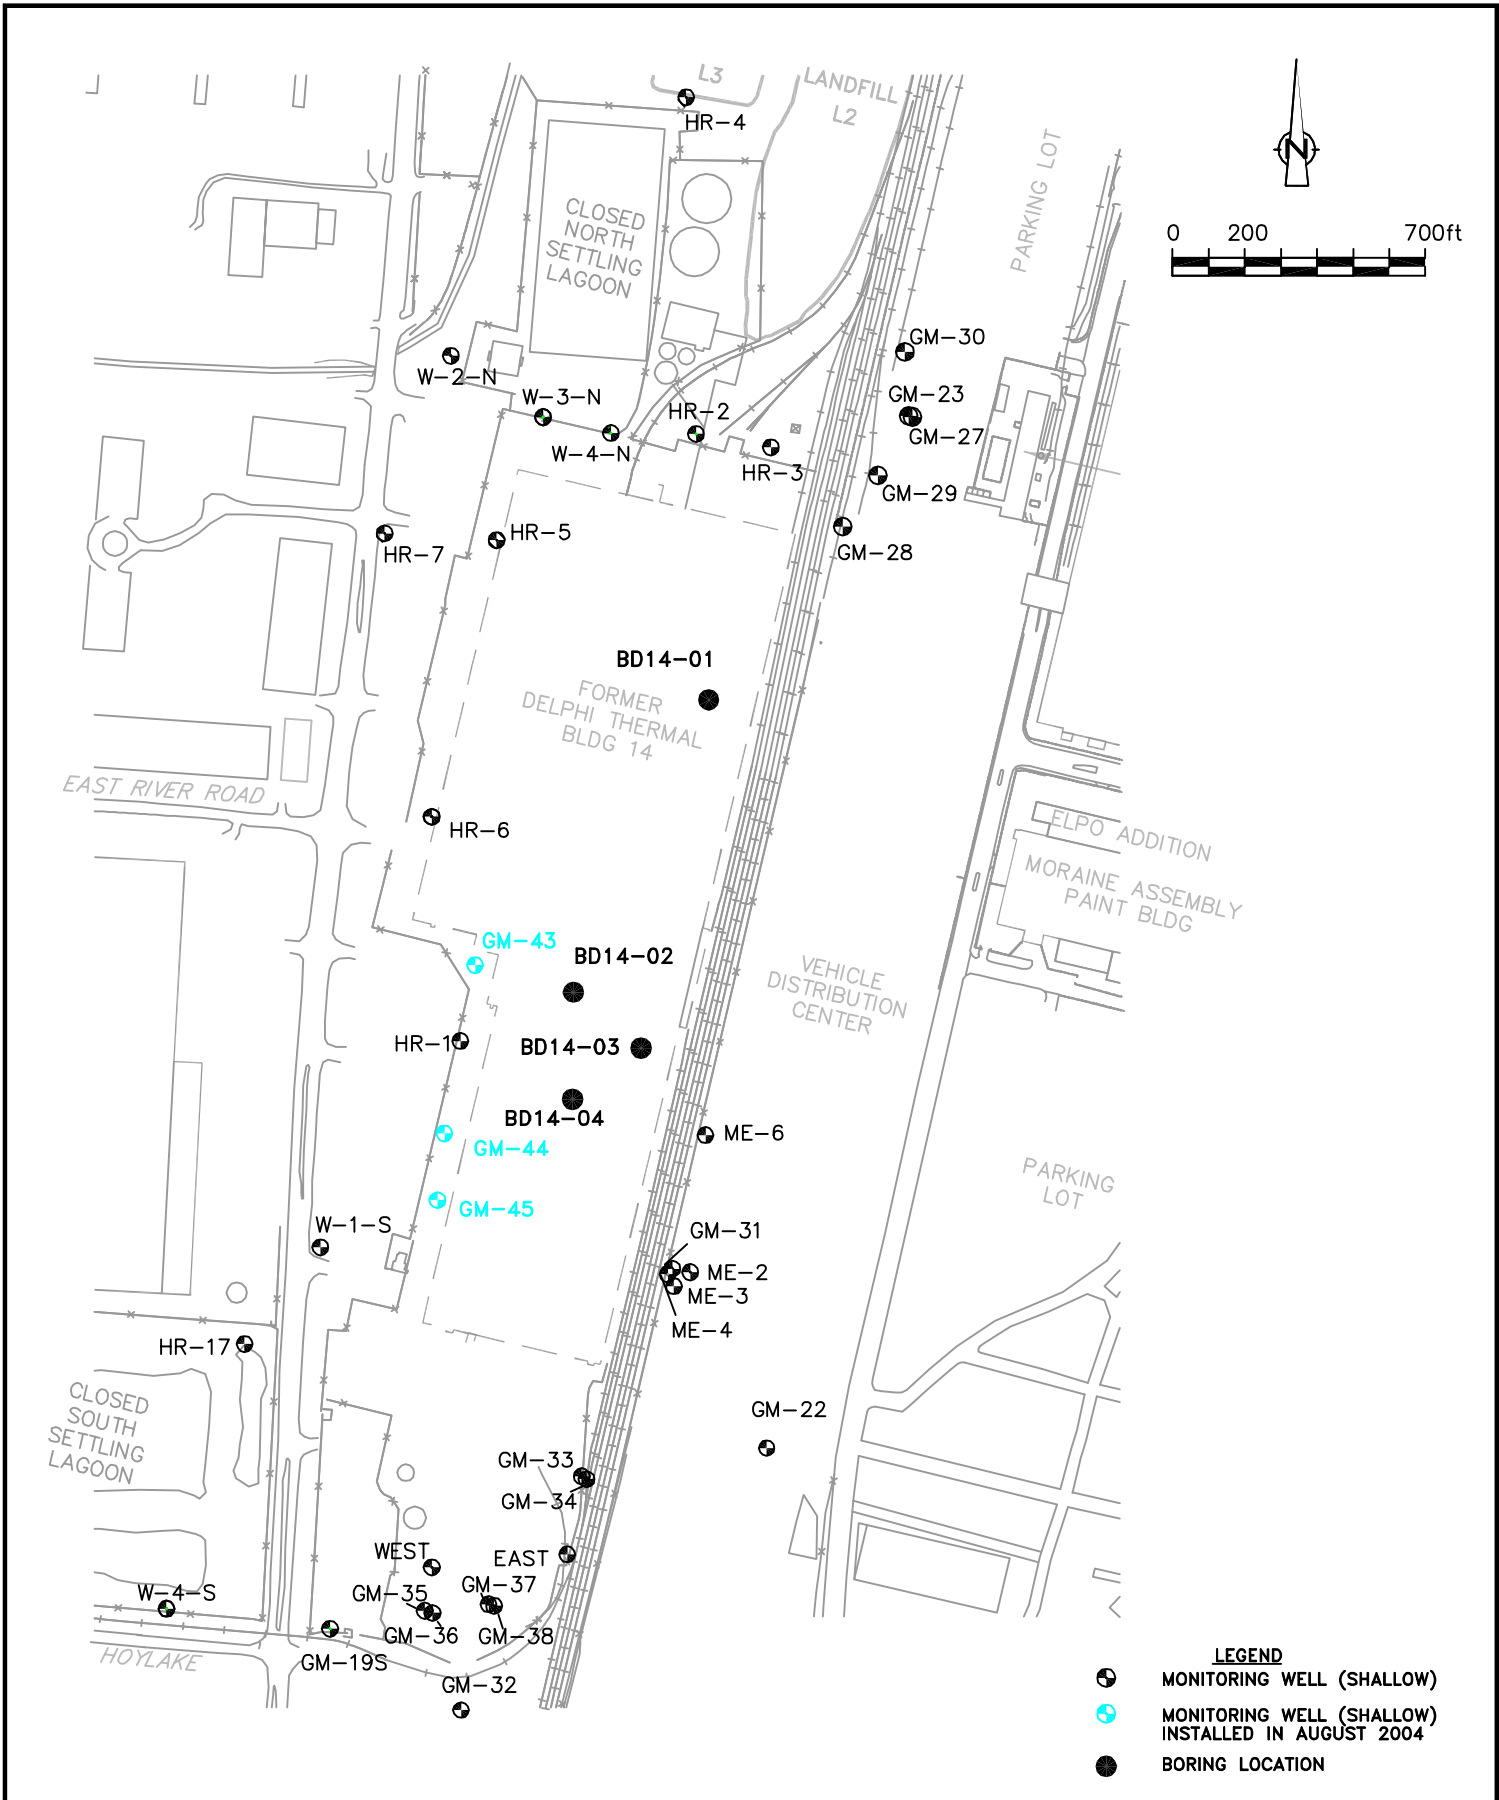 L3
LANDFILL
L2
HR-4
PARKING LOT
N
0 200 700ft
CLOSED
NORTH
SETTLING
LAGOON
GM-30
W-2-N
W-3-N
GM-23
HR-2
GM-27
W-4-N
HR-3
GM-29
HR-5
HR-7
GM-28
BD14-01
FORMER
DELPHI THERMAL
BLDG 14
EAST RIVER ROAD
HR-6
ELPO ADDITION
MORAINE ASSEMBLY
PAINT BLDG
GM-43
BD14-02
VEHICLE
DISTRIBUTION
CENTER
HR-1
BD14-03
BD14-04
ME-6
GM-44
PARKING
LOT
GM-45
W-1-S
GM-31
ME-2
ME-3
ME-4
HR-17
CLOSED
SOUTH
SETTLING
LAGOON
GM-22
GM-33
GM-34
WEST
EAST
GM-37
GM-35
W-4-S
GM-36
GM-38
HOYLAKE
GM-19S
GM-32
LEGEND
MONITORING WELL (SHALLOW)
MONITORING WELL (SHALLOW)
INSTALLED IN AUGUST 2004
BORING LOCATION